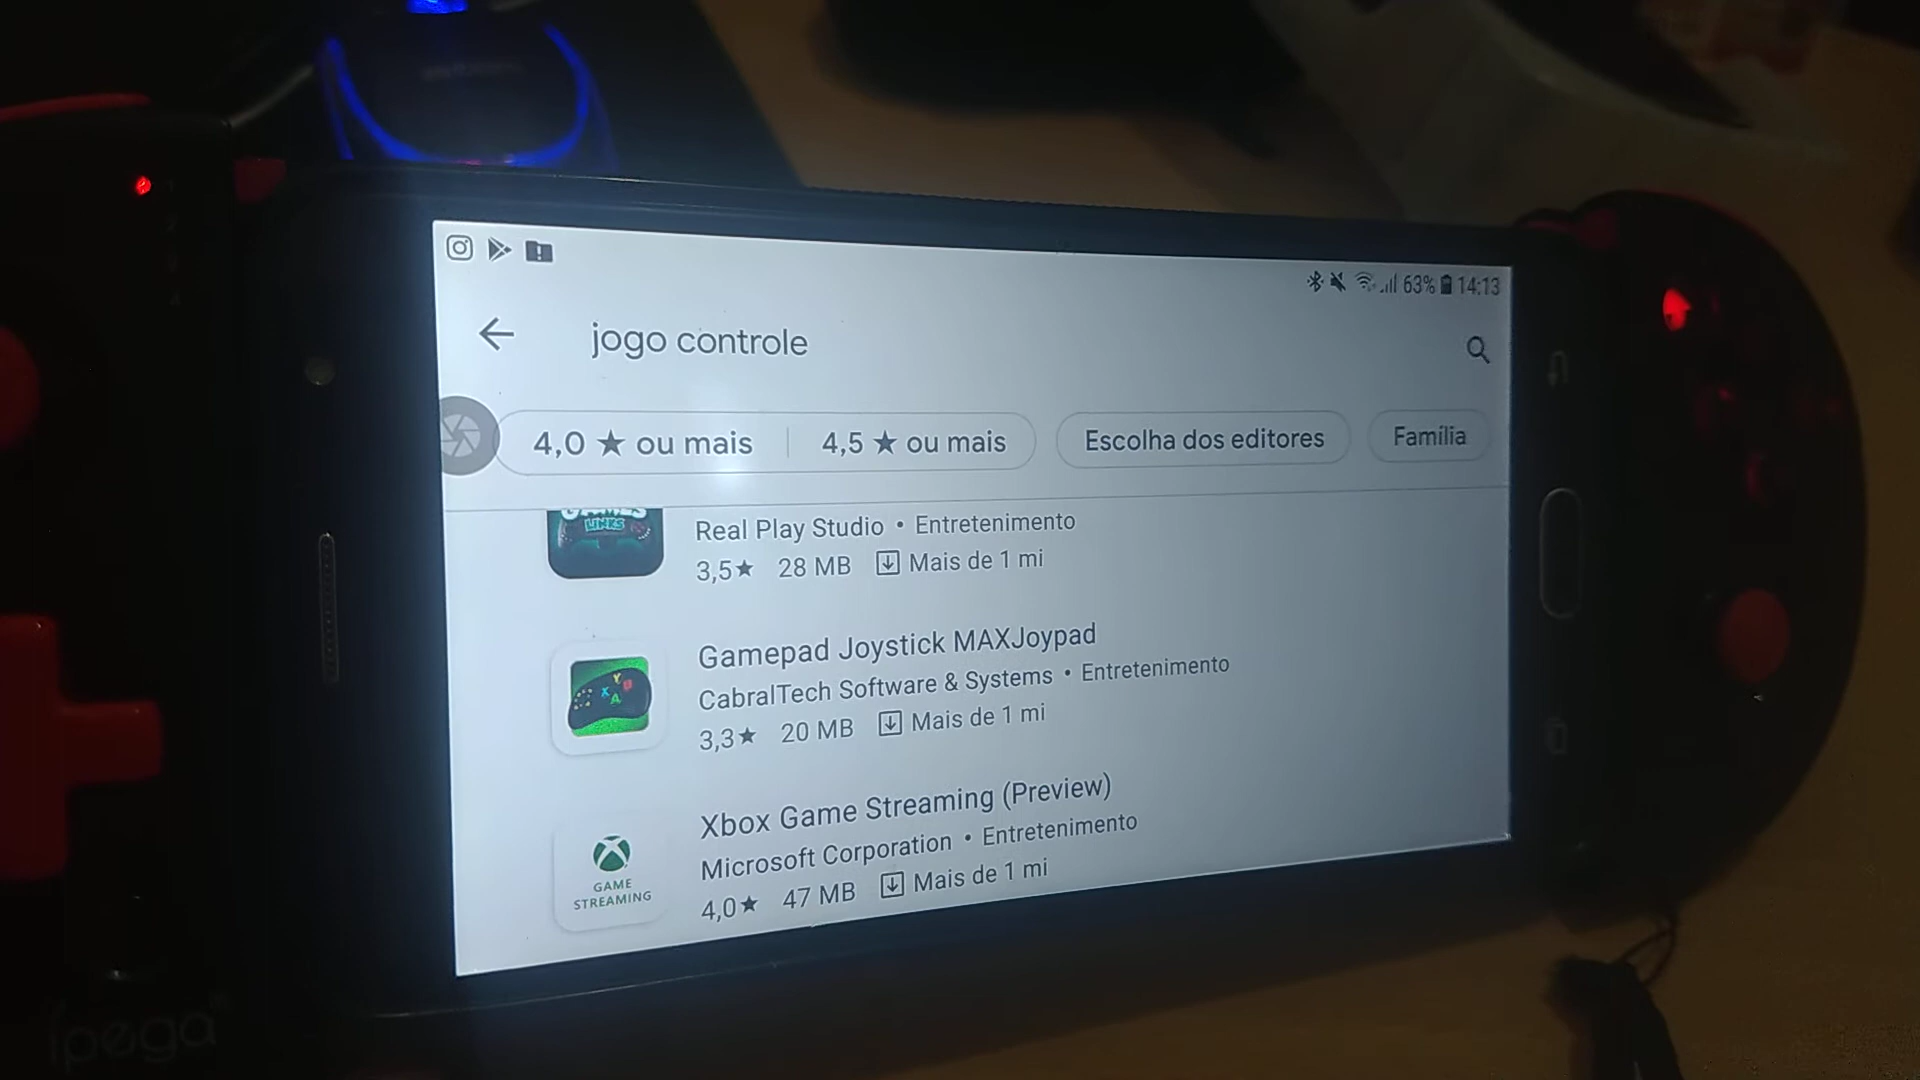 63% 14:13
jogo controle
4,0 ★ ou mais
4,5 ★ ou mais
Escolha dos editores
Família
LINKS
Real Play Studio • Entretenimento
3,5★ 28 MB Mais de 1 mi
Gamepad Joystick MAXJoypad
CabralTech Software & Systems • Entretenimento
3,3★ 20 MB Mais de 1 mi
Y
X
A
Xbox Game Streaming (Preview)
Microsoft Corporation • Entretenimento
4,0★ 47 MB Mais de 1 mi
GAME
STREAMING
ípega